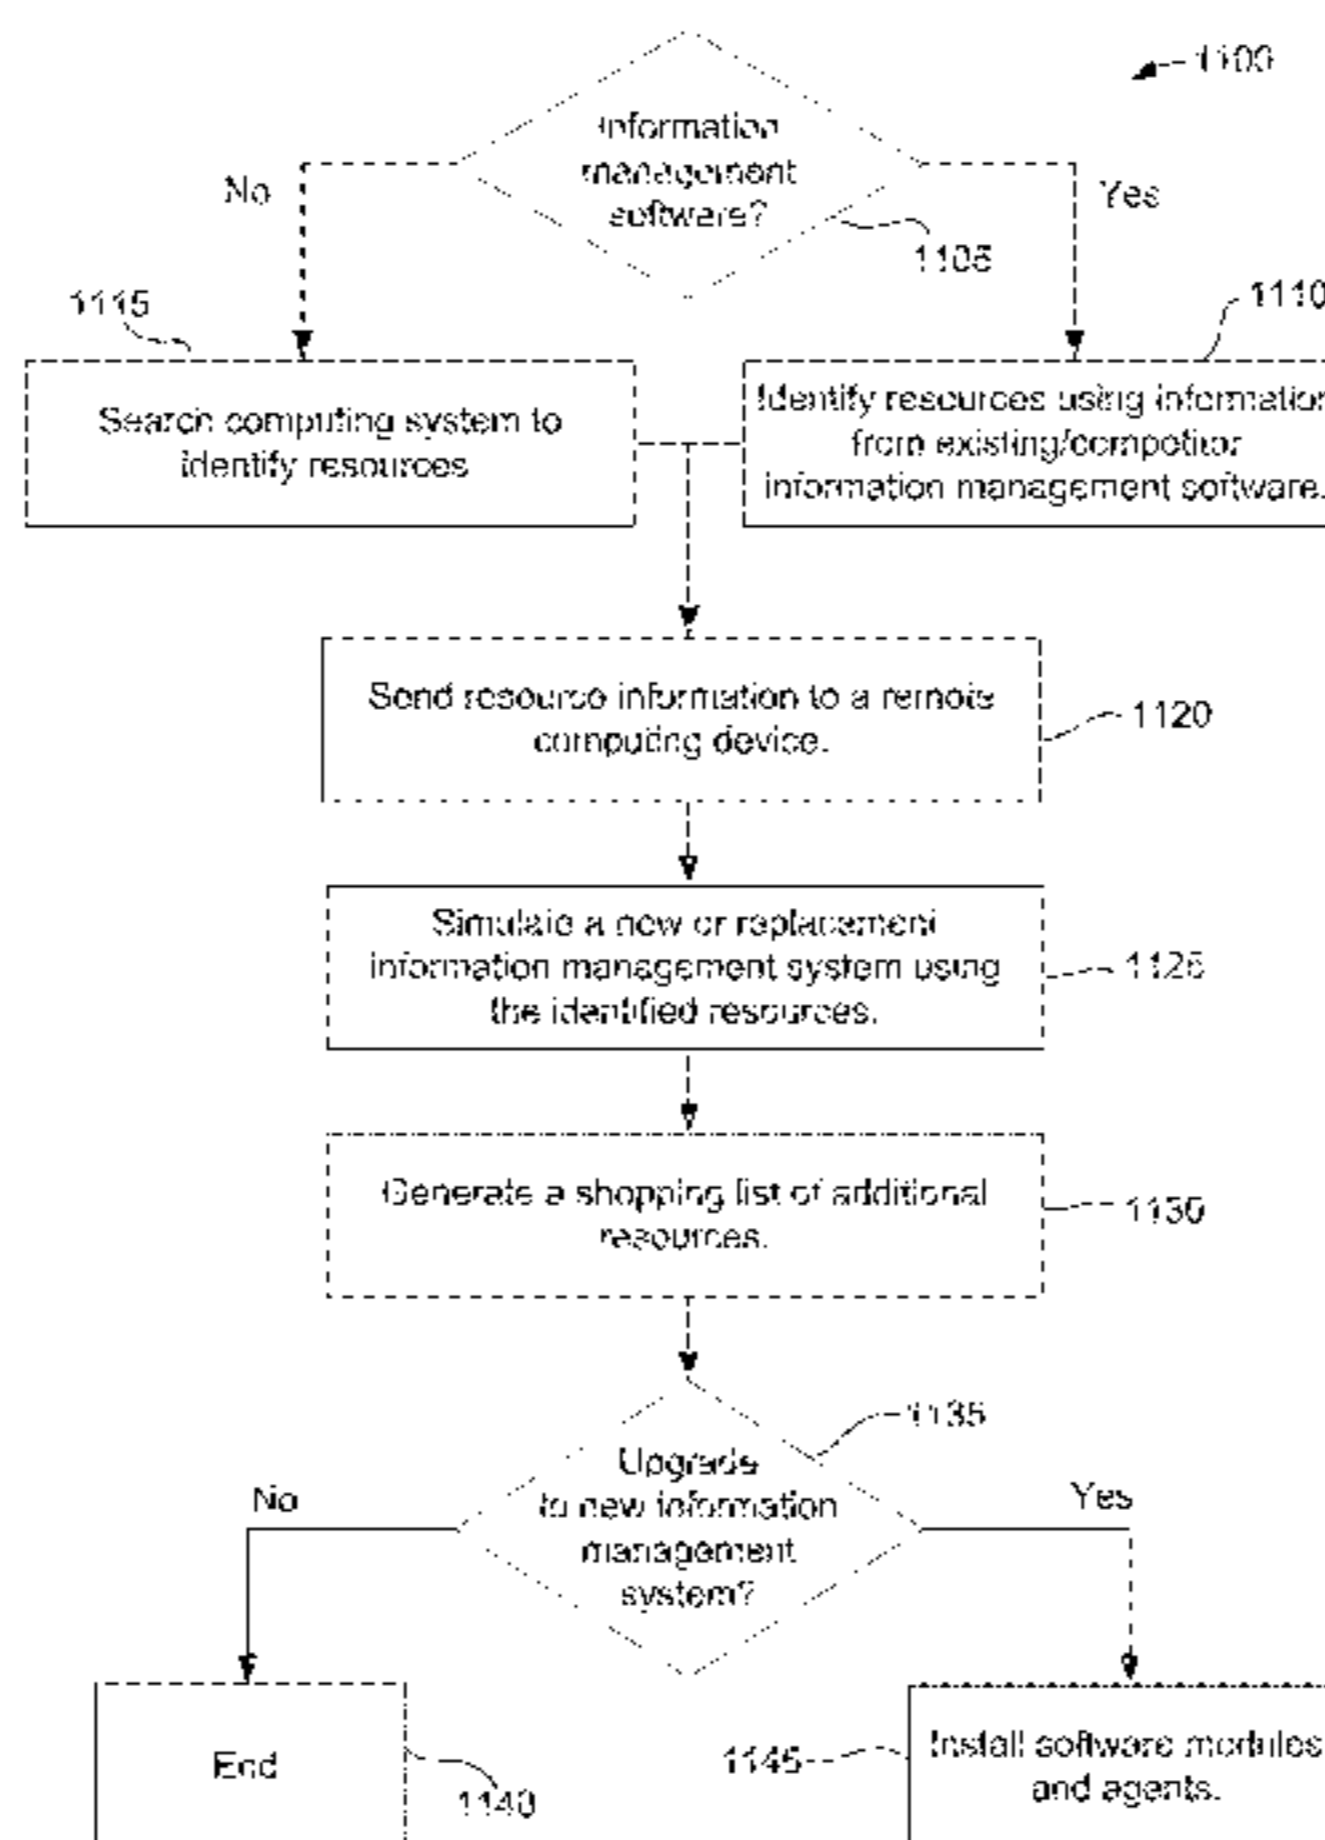 1100
Information
management
software?
No
Yes
1105
1115
1110
Search computing system to
identify resources
Identify resources using information
from existing/competitor
information management software.
Send resource information to a remote
computing device.
1120
Simulate a new or replacement
information management system using
the identified resources.
1125
Generate a shopping list of additional
resources.
1130
1135
Upgrade
to new information
management
system?
No
Yes
End
1140
1145
Install software modules
and agents.